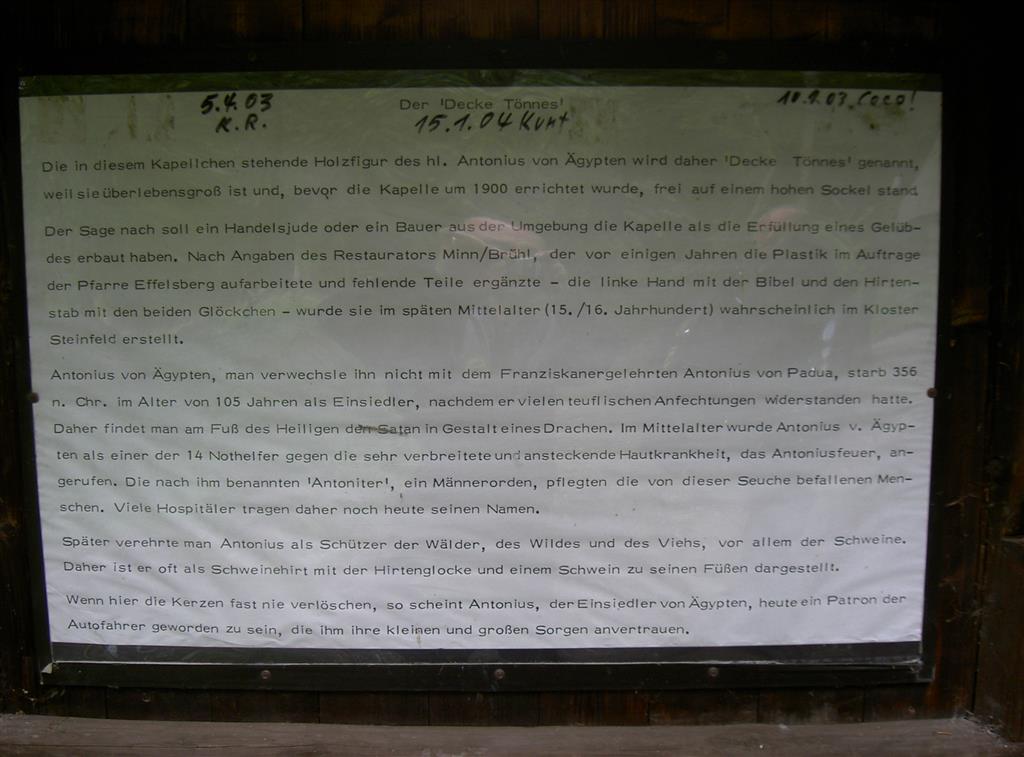 5.4.03 Der 'Decke Tönnes' 10.9.03 Coco!
K.R. 15.1.04 Kurt
Die in diesem Kapellchen stehende Holzfigur des hl. Antonius von Ägypten wird daher 'Decke Tönnes' genannt,
weil sie überlebensgroß ist und, bevor die Kapelle um 1900 errichtet wurde, frei auf einem hohen Sockel stand.
Der Sage nach soll ein Handelsjude oder ein Bauer aus der Umgebung die Kapelle als die Erfüllung eines Gelüb-
des erbaut haben. Nach Angaben des Restaurators Minn/Brühl, der vor einigen Jahren die Plastik im Auftrage
der Pfarre Effelsberg aufarbeitete und fehlende Teile ergänzte - die linke Hand mit der Bibel und den Hirten-
stab mit den beiden Glöckchen - wurde sie im späten Mittelalter (15./16. Jahrhundert) wahrscheinlich im Kloster
Steinfeld erstellt.
Antonius von Ägypten, man verwechsle ihn nicht mit dem Franziskanergelehrten Antonius von Padua, starb 356
n. Chr. im Alter von 105 Jahren als Einsiedler, nachdem er vielen teuflischen Anfechtungen widerstanden hatte.
Daher findet man am Fuß des Heiligen den Satan in Gestalt eines Drachen. Im Mittelalter wurde Antonius v. Ägyp-
ten als einer der 14 Nothelfer gegen die sehr verbreitete und ansteckende Hautkrankheit, das Antoniusfeuer, an-
gerufen. Die nach ihm benannten 'Antoniter', ein Männerorden, pflegten die von dieser Seuche befallenen Men-
schen. Viele Hospitäler tragen daher noch heute seinen Namen.
Später verehrte man Antonius als Schützer der Wälder, des Wildes und des Viehs, vor allem der Schweine.
Daher ist er oft als Schweinehirt mit der Hirtenglocke und einem Schwein zu seinen Füßen dargestellt.
Wenn hier die Kerzen fast nie verlöschen, so scheint Antonius, der Einsiedler von Ägypten, heute ein Patron der
Autofahrer geworden zu sein, die ihm ihre kleinen und großen Sorgen anvertrauen.